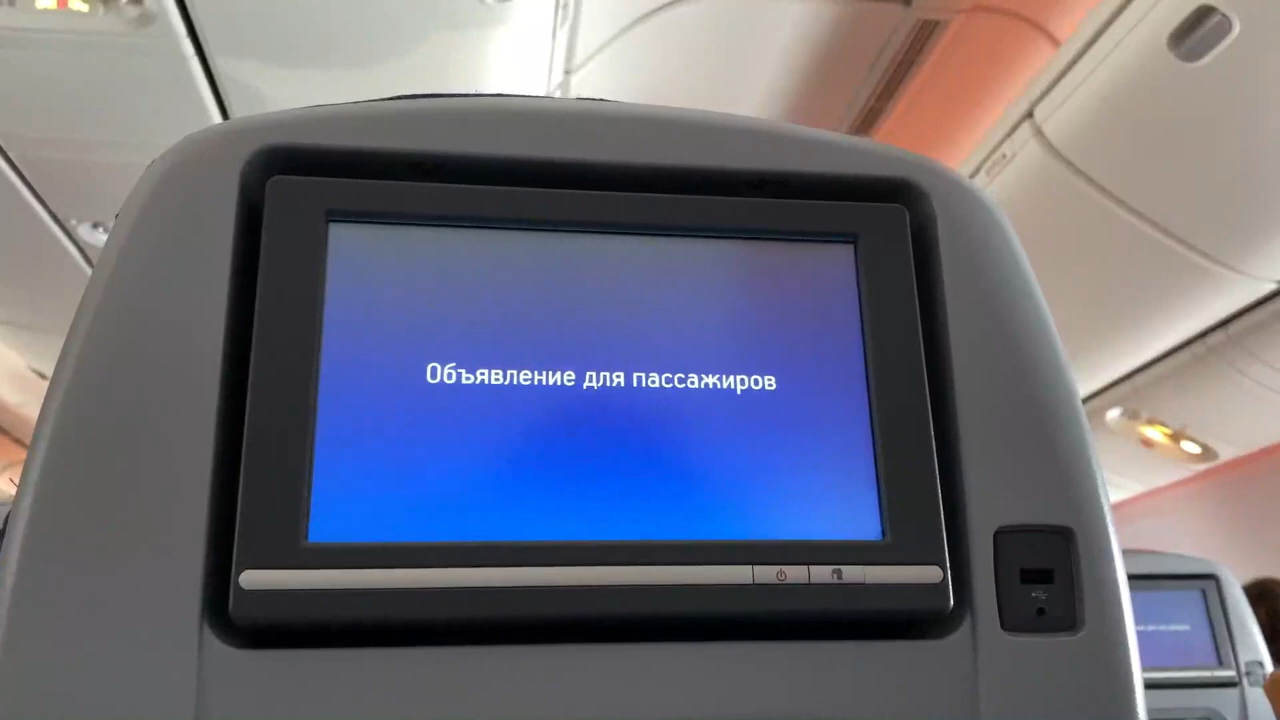 Объявление для пассажиров